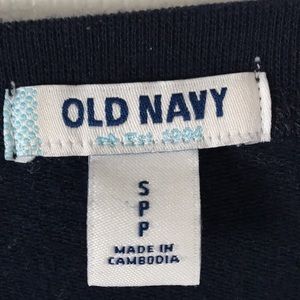 OLD NAVY
Est. 1994
S
P
P
MADE IN
CAMBODIA